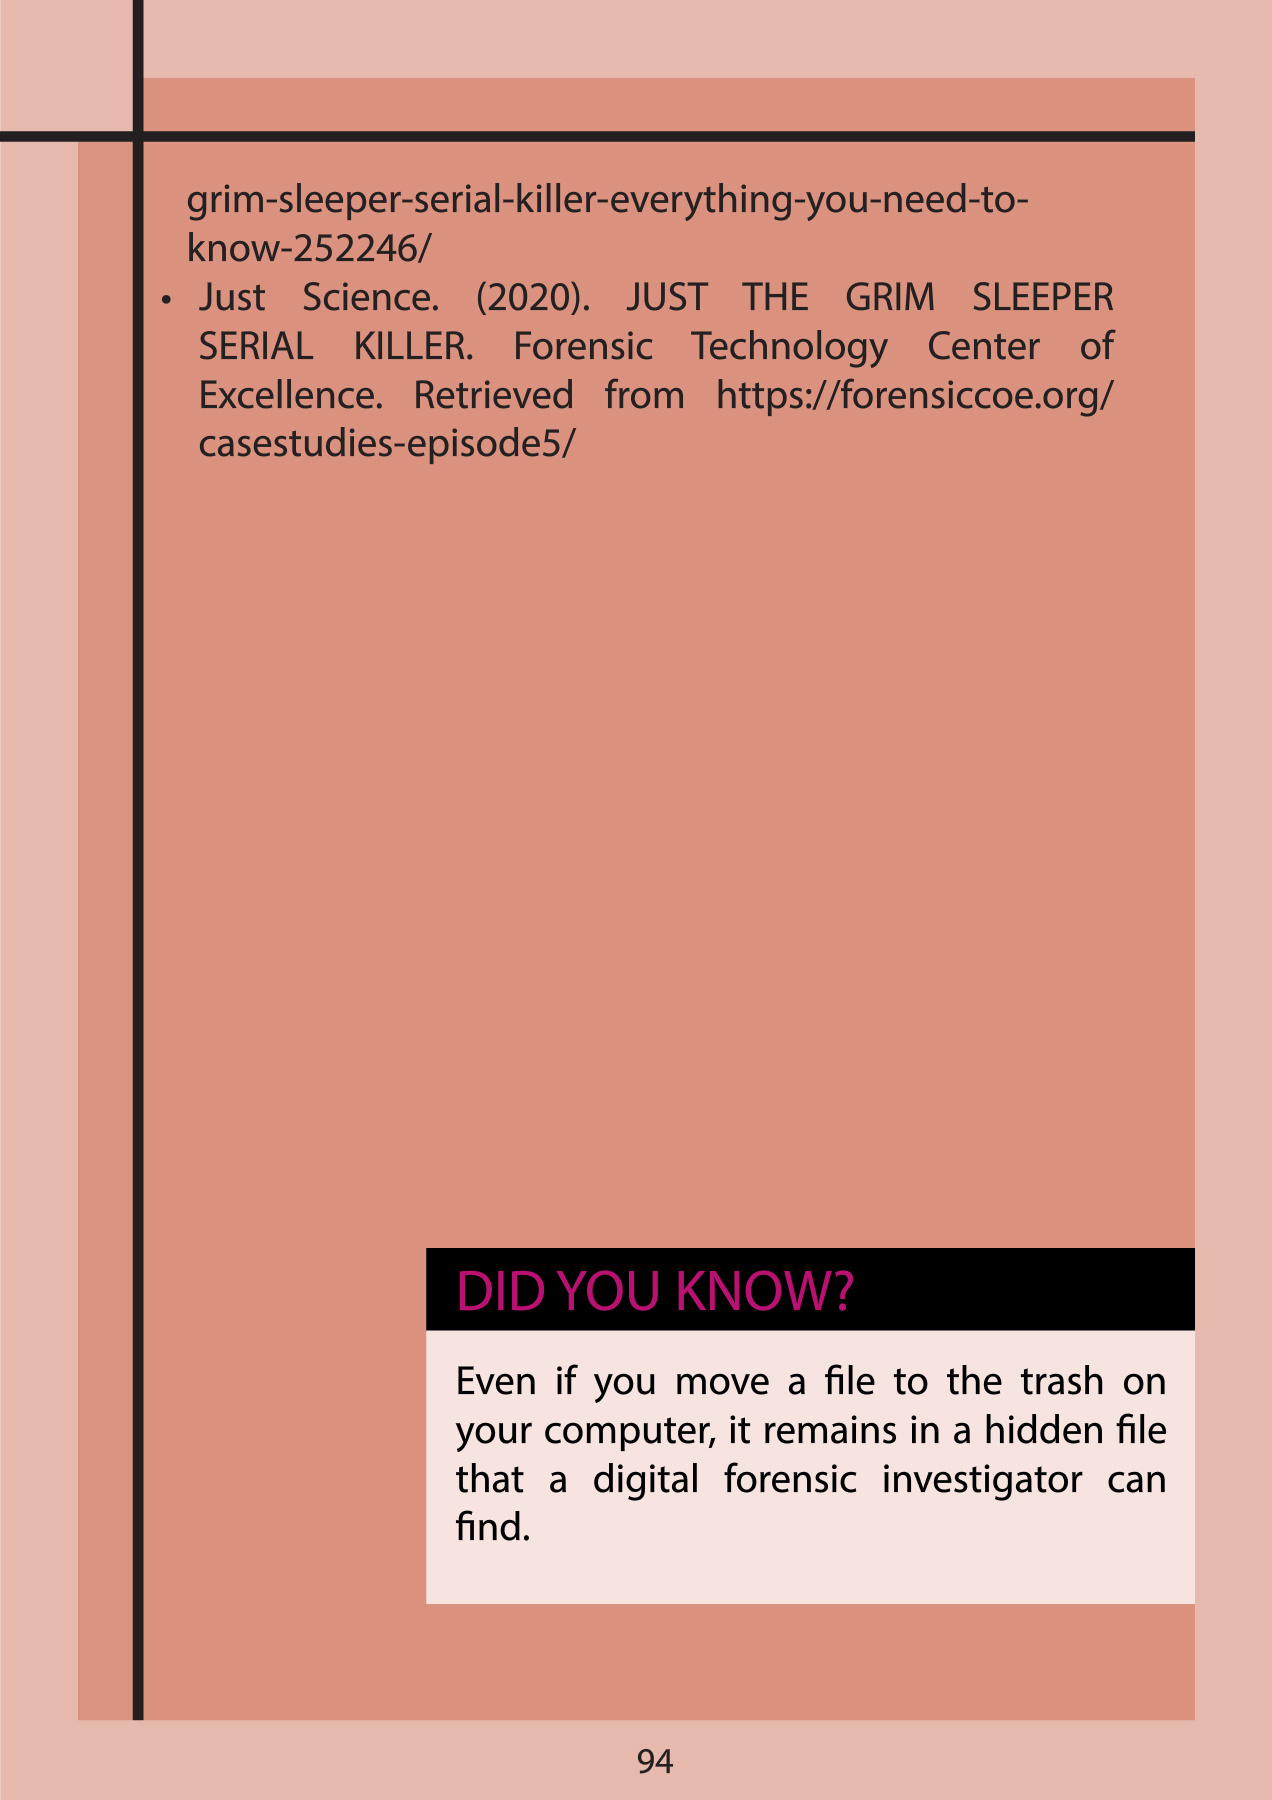 grim-sleeper-serial-killer-everything-you-need-to-
know-252246/
• Just Science. (2020). JUST THE GRIM SLEEPER
SERIAL KILLER. Forensic Technology Center of
Excellence. Retrieved from https://forensiccoe.org/
casestudies-episode5/
DID YOU KNOW?
Even if you move a file to the trash on
your computer, it remains in a hidden file
that a digital forensic investigator can
find.
94